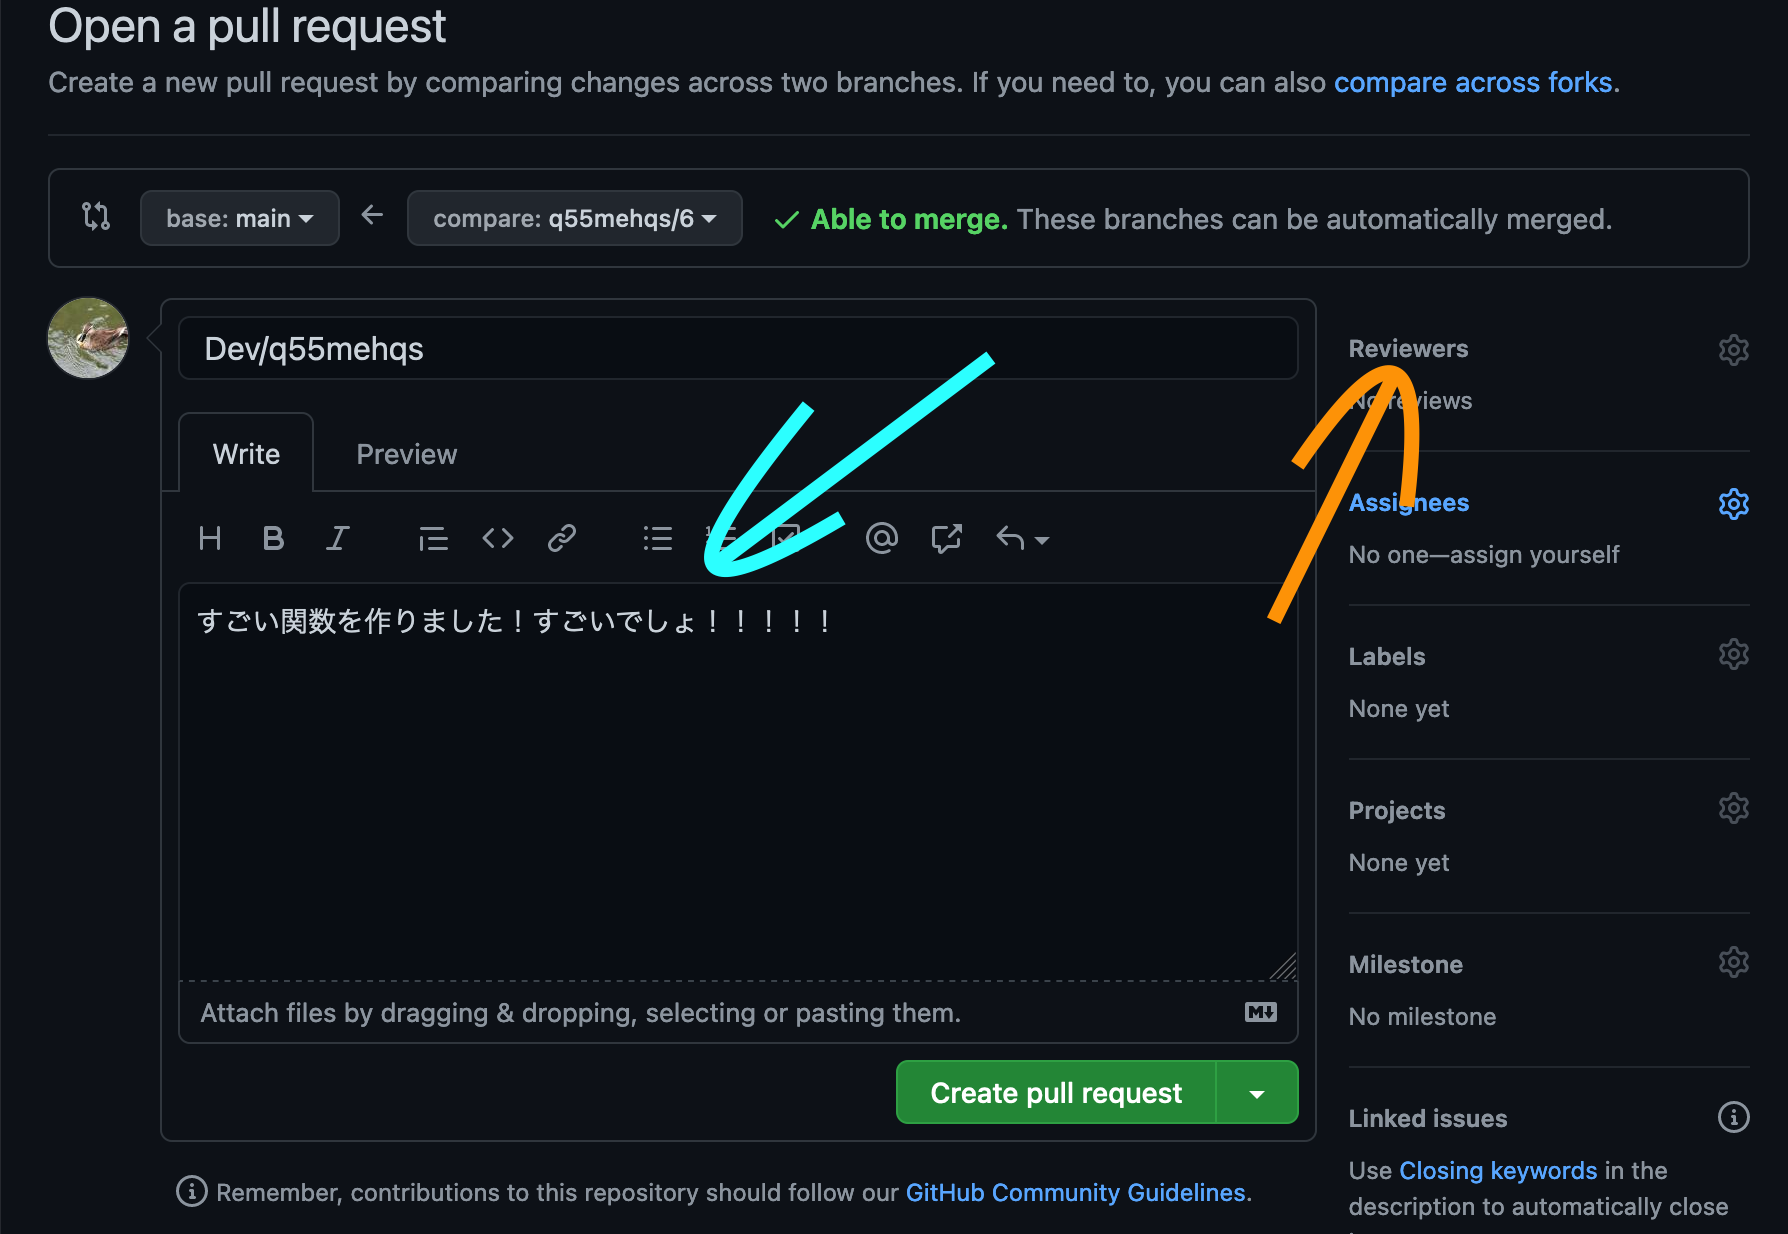 Open a pull request
Create a new pull request by comparing changes across two branches. If you need to, you can also compare across forks.
base: main
compare: q55mehqs/6
Able to merge. These branches can be automatically merged.
Dev/q55mehqs
Write
Preview
すごい関数を作りました！すごいでしょ！！！！！
Attach files by dragging & dropping, selecting or pasting them.
Create pull request
Remember, contributions to this repository should follow our GitHub Community Guidelines.
Reviewers
No reviews
Assignees
No one—assign yourself
Labels
None yet
Projects
None yet
Milestone
No milestone
Linked issues
Use Closing keywords in the
description to automatically close